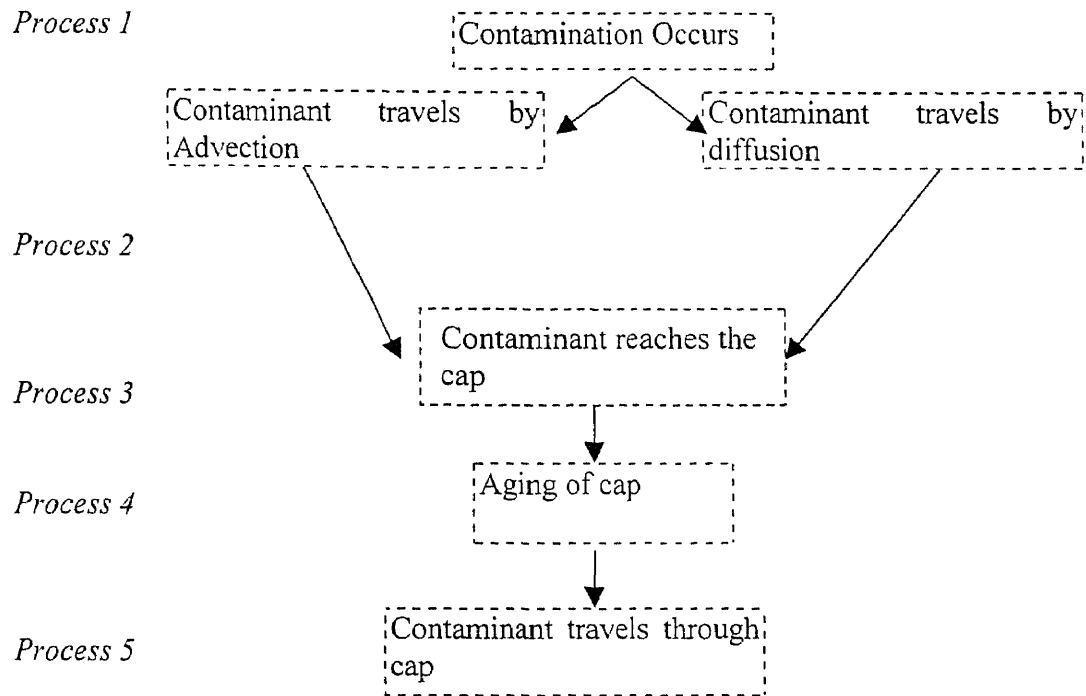 Process 1
Contamination Occurs
Contaminant travels by
Advection
Contaminant travels by
diffusion
Process 2
Contaminant reaches the
cap
Process 3
Aging of cap
Process 4
Contaminant travels through
cap
Process 5